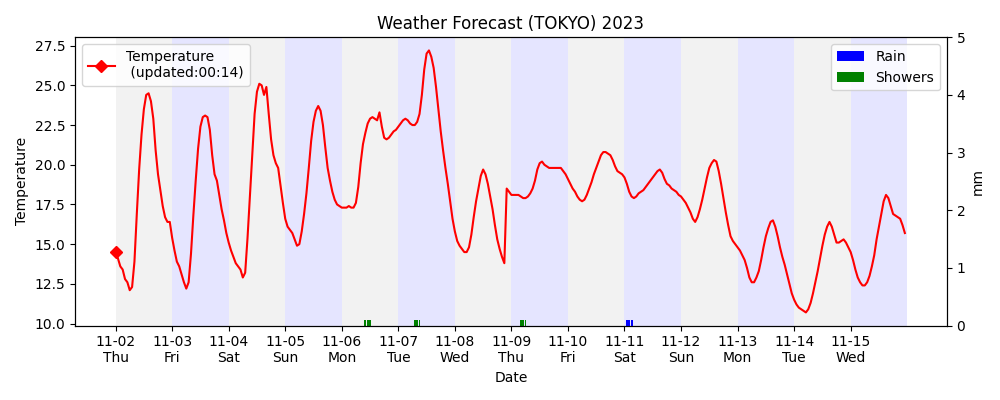 Weather Forecast (TOKYO) 2023
Temperature
(updated:00:14)
Rain
Showers
27.5
25.0
22.5
20.0
17.5
15.0
12.5
10.0
Temperature
5
4
3
2
1
0
mm
11-02 11-03 11-04 11-05 11-06 11-07 11-08 11-09 11-10 11-11 11-12 11-13 11-14 11-15
Thu Fri Sat Sun Mon Tue Wed Thu Fri Sat Sun Mon Tue Wed
Date